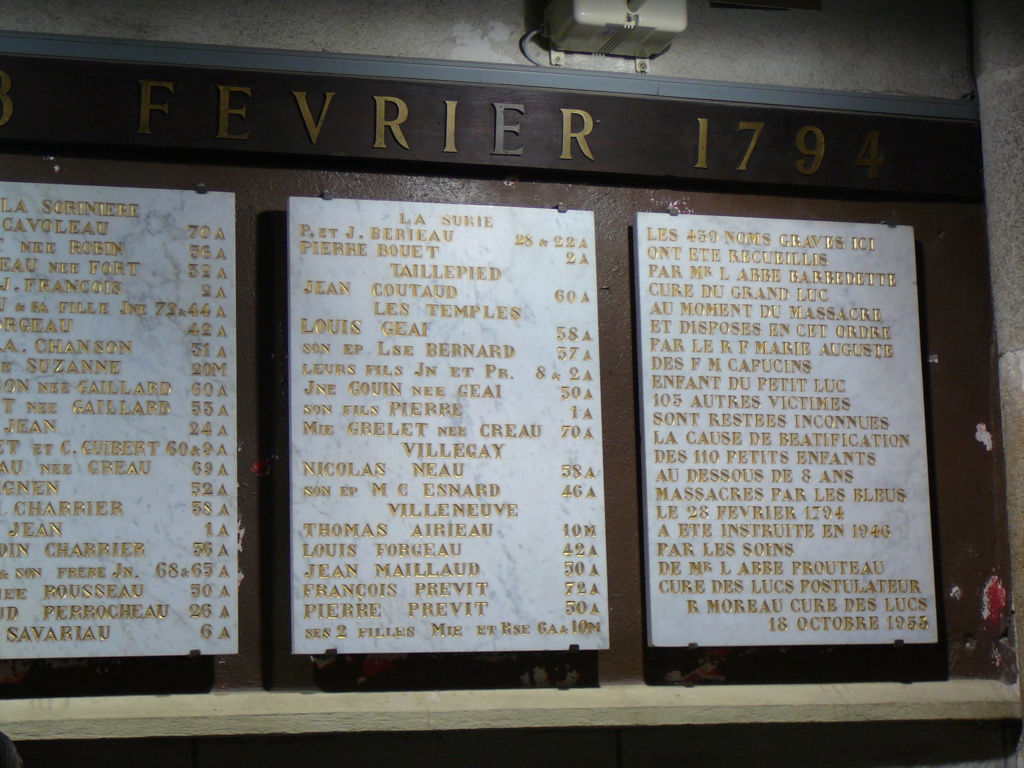 8 FEVRIER 1794
LA SORINIERE
CAVOLEAU 70 A
NEE ROBIN 36 A
EAU NEE FORT 32 A
J. FRANÇOIS 2 A
& SA FILLE JNE 72 & 44 A
ORGEAU 42 A
A. CHANSON 31 A
SUZANNE 20 M
ON NEE GAILLARD 60 A
T NEE GAILLARD 55 A
JEAN 24 A
ET ET C. GUIBERT 60 & 9 A
AU NEE GREAU 69 A
GNEN 52 A
CHARRIER 58 A
JEAN 1 A
OIN CHARRIER 56 A
& SON FRERE JN. 68 & 65 A
NEE ROUSSEAU 50 A
UD PERROCHEAU 26 A
SAVARIAU 6 A
LA SURIE
P. ET J. BERIEAU 28 & 22 A
PIERRE BOUET 2 A
TAILLEPIED
JEAN COUTAUD 60 A
LES TEMPLES
LOUIS GEAI 38 A
SON EP LSE BERNARD 37 A
LEURS FILS JN ET PR. 8 & 2 A
JNE GOUIN NEE GEAI 30 A
SON FILS PIERRE 1 A
MIE GRELET NEE CREAU 70 A
VILLEGAY
NICOLAS NEAU 58 A
SON EP M C ESNARD 46 A
VILLENEUVE
THOMAS AIRIEAU 10 M
LOUIS FORGEAU 42 A
JEAN MAILLAUD 50 A
FRANÇOIS PREVIT 72 A
PIERRE PREVIT 50 A
SES 2 FILLES MIE ET RSE 6 A & 10 M
LES 459 NOMS GRAVES ICI
ONT ETE RECUEILLIS
PAR MR L ABBE BARBEDETTE
CURE DU GRAND LUC
AU MOMENT DU MASSACRE
ET DISPOSES EN CET ORDRE
PAR LE R P MARIE AUGUSTE
DES F M CAPUCINS
ENFANT DU PETIT LUC
105 AUTRES VICTIMES
SONT RESTEES INCONNUES
LA CAUSE DE BEATIFICATION
DES 110 PETITS ENFANTS
AU DESSOUS DE 8 ANS
MASSACRES PAR LES BLEUS
LE 28 FEVRIER 1794
A ETE INSTRUITE EN 1946
PAR LES SOINS
DE MR L ABBE PROUTEAU
CURE DES LUCS POSTULATEUR
R MOREAU CURE DES LUCS
18 OCTOBRE 1955